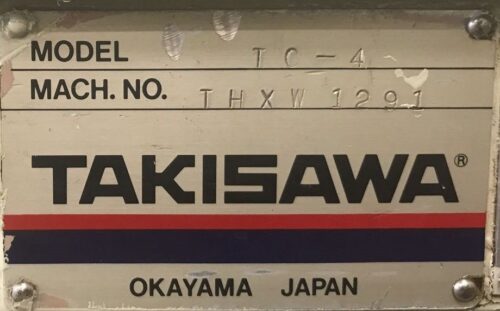 MODEL TC-4
MACH. NO. THXW 1291
TAKISAWA®
OKAYAMA JAPAN